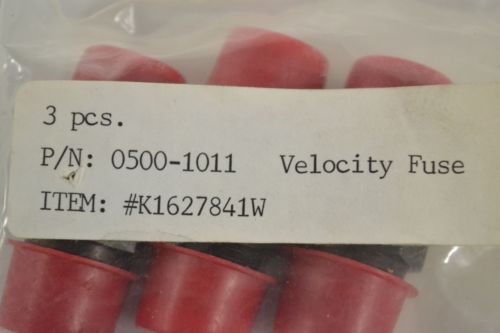 3 pcs.
P/N: 0500-1011 Velocity Fuse
ITEM: #K1627841W